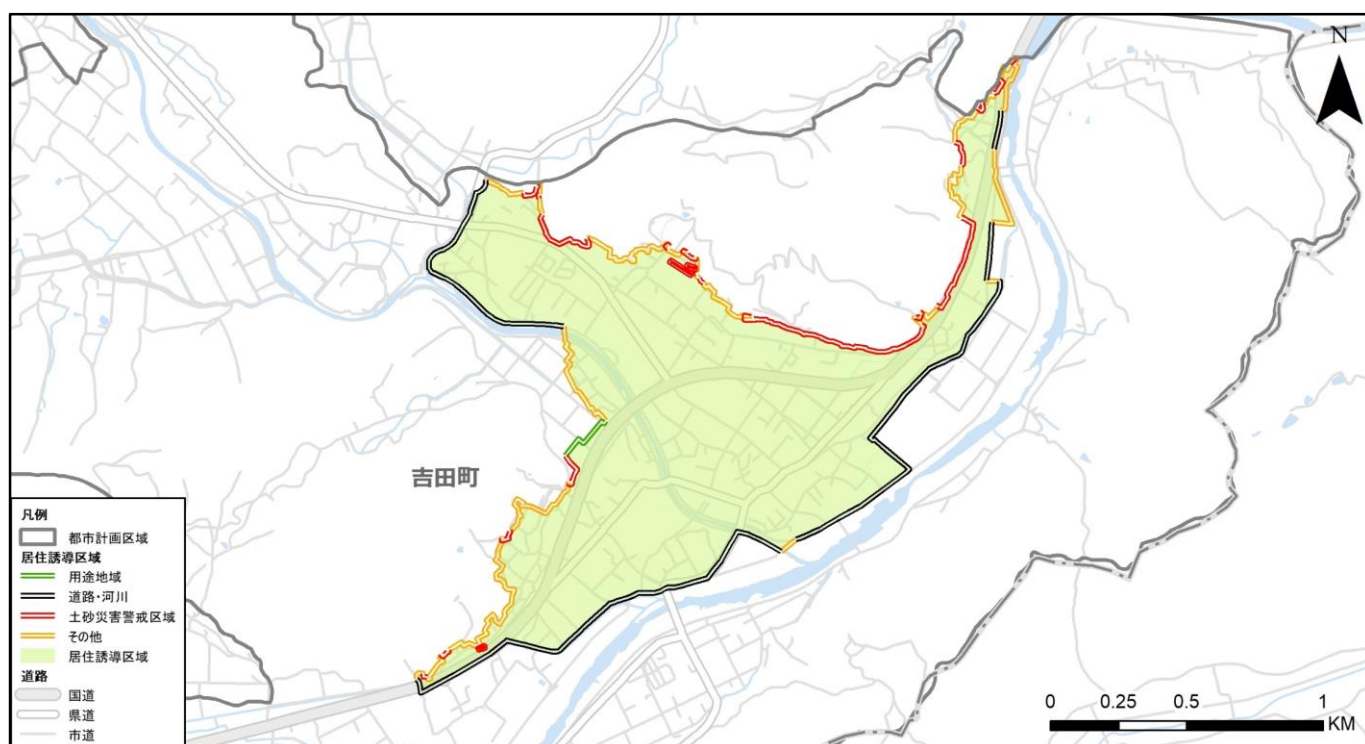 N
吉田町
凡例
都市計画区域
居住誘導区域
用途地域
道路・河川
土砂災害警戒区域
その他
居住誘導区域
道路
国道
県道
市道
0 0.25 0.5 1
KM